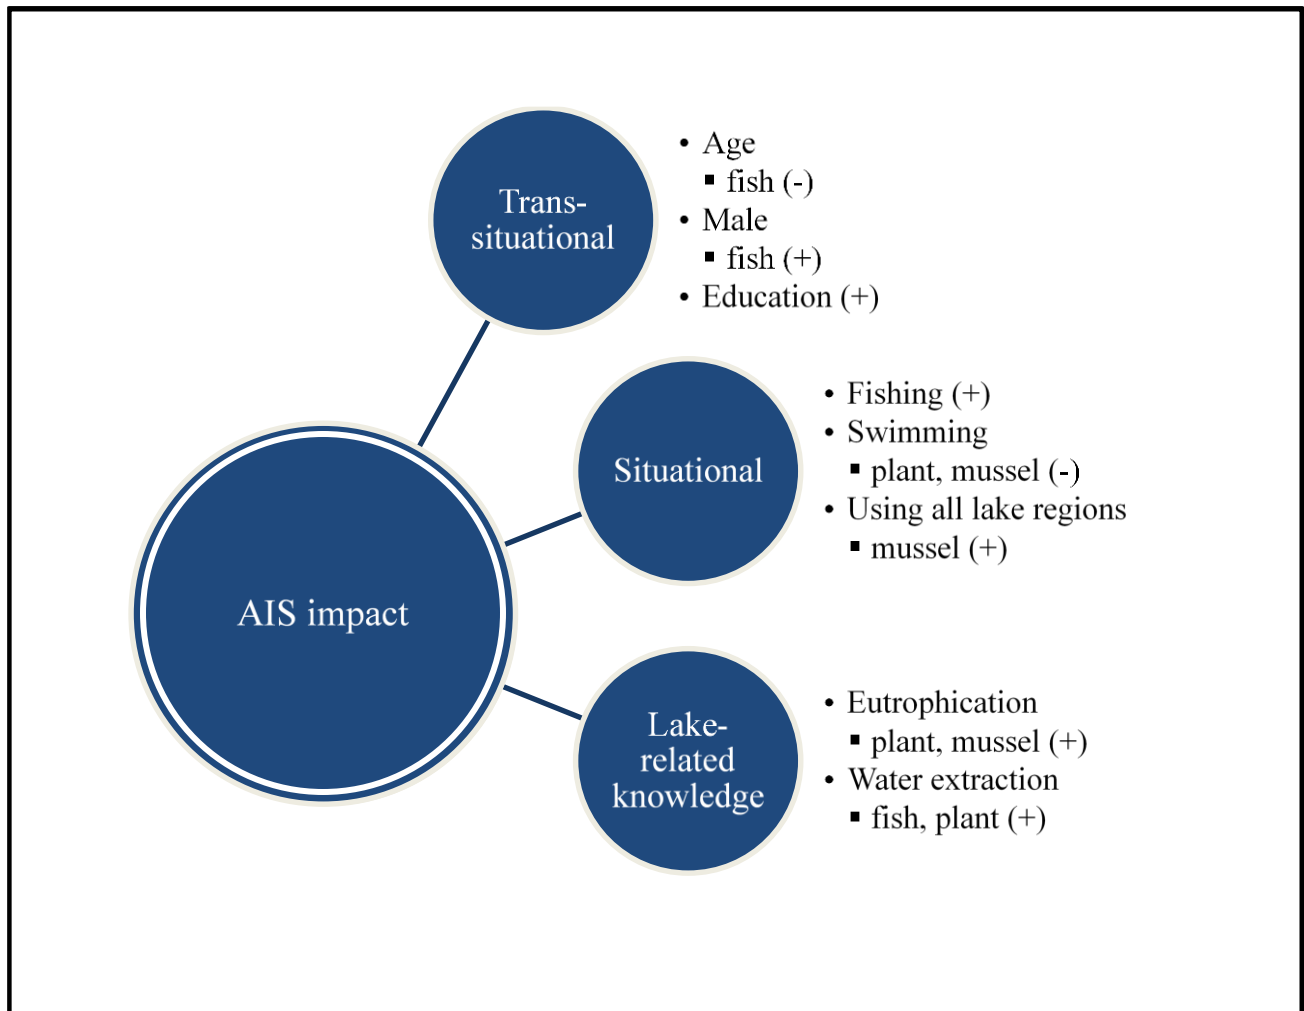 Trans-
situational
• Age
▪ fish (-)
• Male
▪ fish (+)
• Education (+)
Situational
• Fishing (+)
• Swimming
▪ plant, mussel (-)
• Using all lake regions
▪ mussel (+)
AIS impact
Lake-
related
knowledge
• Eutrophication
▪ plant, mussel (+)
• Water extraction
▪ fish, plant (+)